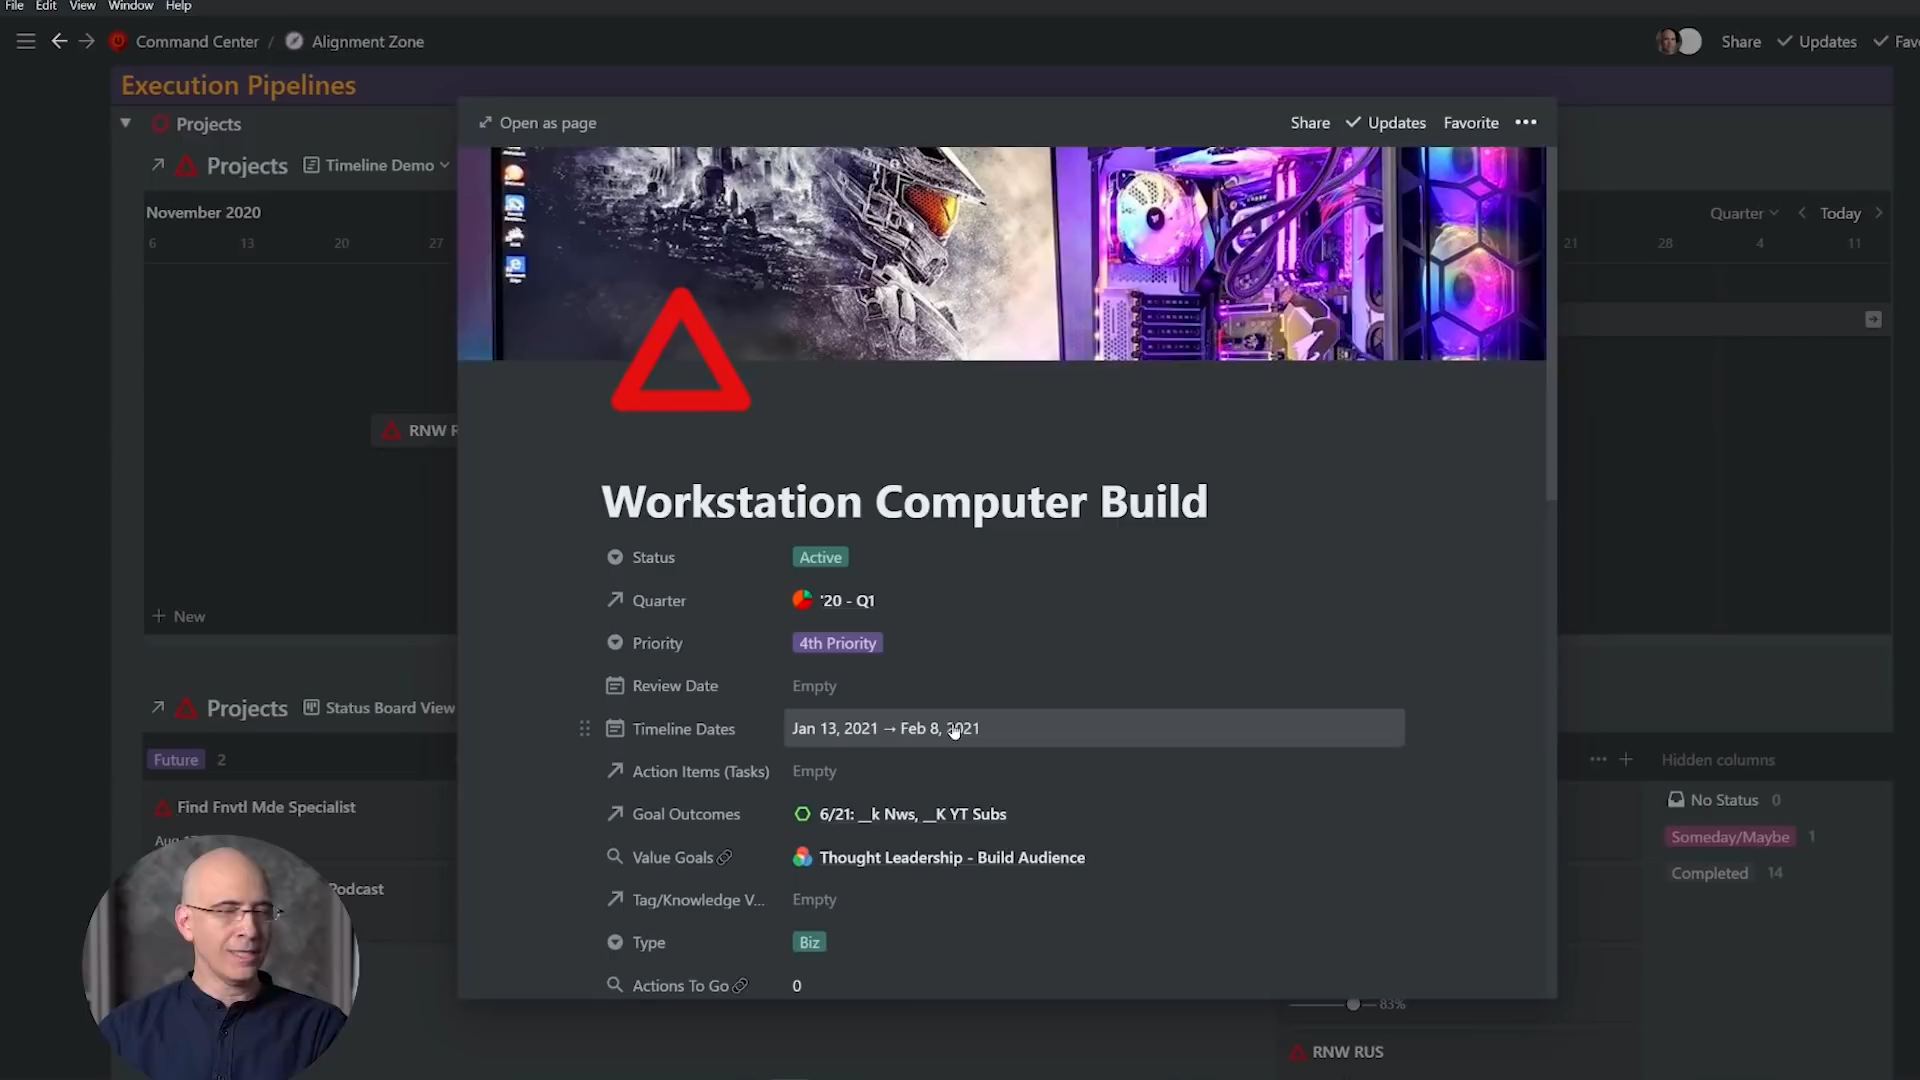 File Edit View Window Help
Command Center / Alignment Zone
Share Updates Fav
Execution Pipelines
Projects
Projects Timeline Demo
November 2020
6 13 20 27
RNW R
+ New
Projects Status Board View
Future 2
Find Fnvtl Mde Specialist
Aug
Podcast
Open as page
Share Updates Favorite •••
Workstation Computer Build
Status Active
Quarter '20 - Q1
Priority 4th Priority
Review Date Empty
Timeline Dates Jan 13, 2021 → Feb 8, 2021
Action Items (Tasks) Empty
Goal Outcomes 6/21: __k Nws, __K YT Subs
Value Goals Thought Leadership - Build Audience
Tag/Knowledge V... Empty
Type Biz
Actions To Go 0
Quarter Today
21 28 4 11
••• + Hidden columns
No Status 0
Someday/Maybe 1
Completed 14
83%
RNW RUS